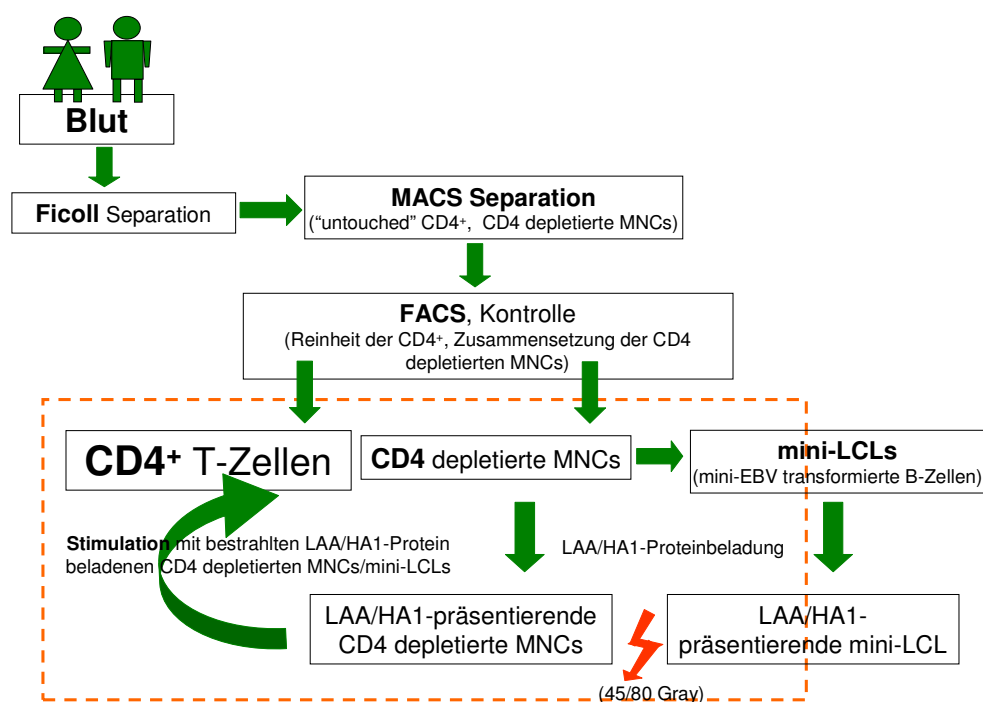 Blut
Ficoll Separation
MACS Separation
("untouched" CD4⁺, CD4 depletierte MNCs)
FACS, Kontrolle
(Reinheit der CD4⁺, Zusammensetzung der CD4
depletierten MNCs)
CD4⁺ T-Zellen
CD4 depletierte MNCs
mini-LCLs
(mini-EBV transformierte B-Zellen)
Stimulation mit bestrahlten LAA/HA1-Protein
beladenen CD4 depletierten MNCs/mini-LCLs
LAA/HA1-Proteinbeladung
LAA/HA1-präsentierende
CD4 depletierte MNCs
LAA/HA1-
präsentierende mini-LCL
(45/80 Gray)